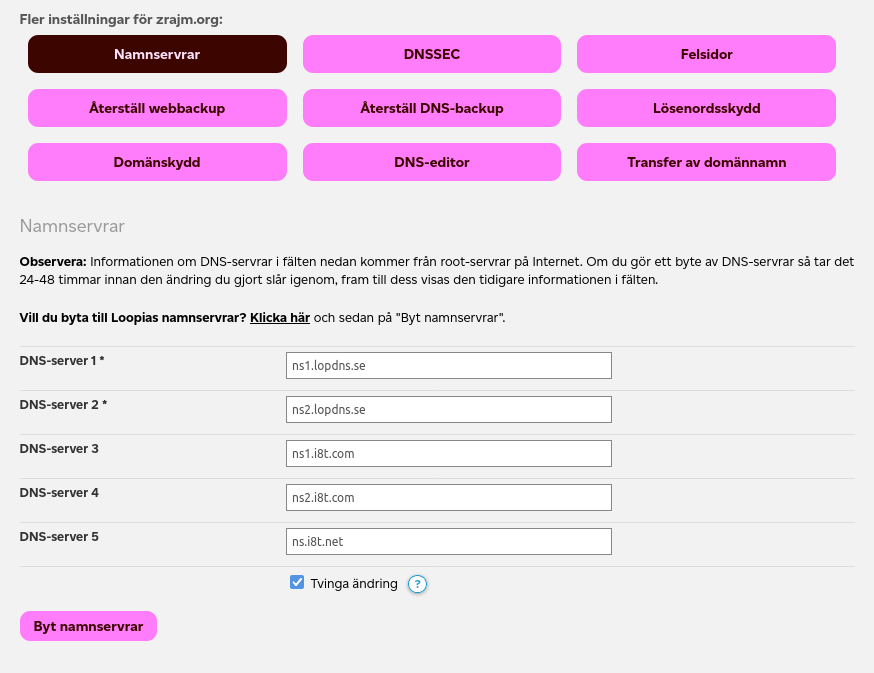 Fler inställningar för zrajm.org:
Namnservrar
DNSSEC
Felsidor
Återställ webbackup
Återställ DNS-backup
Lösenordsskydd
Domänskydd
DNS-editor
Transfer av domännamn
Namnservrar
Observera: Informationen om DNS-servrar i fälten nedan kommer från root-servrar på Internet. Om du gör ett byte av DNS-servrar så tar det
24-48 timmar innan den ändring du gjort slår igenom, fram till dess visas den tidigare informationen i fälten.
Vill du byta till Loopias namnservrar? Klicka här och sedan på "Byt namnservrar".
DNS-server 1 *
ns1.lopdns.se
DNS-server 2 *
ns2.lopdns.se
DNS-server 3
ns1.i8t.com
DNS-server 4
ns2.i8t.com
DNS-server 5
ns.i8t.net
Tvinga ändring ?
Byt namnservrar